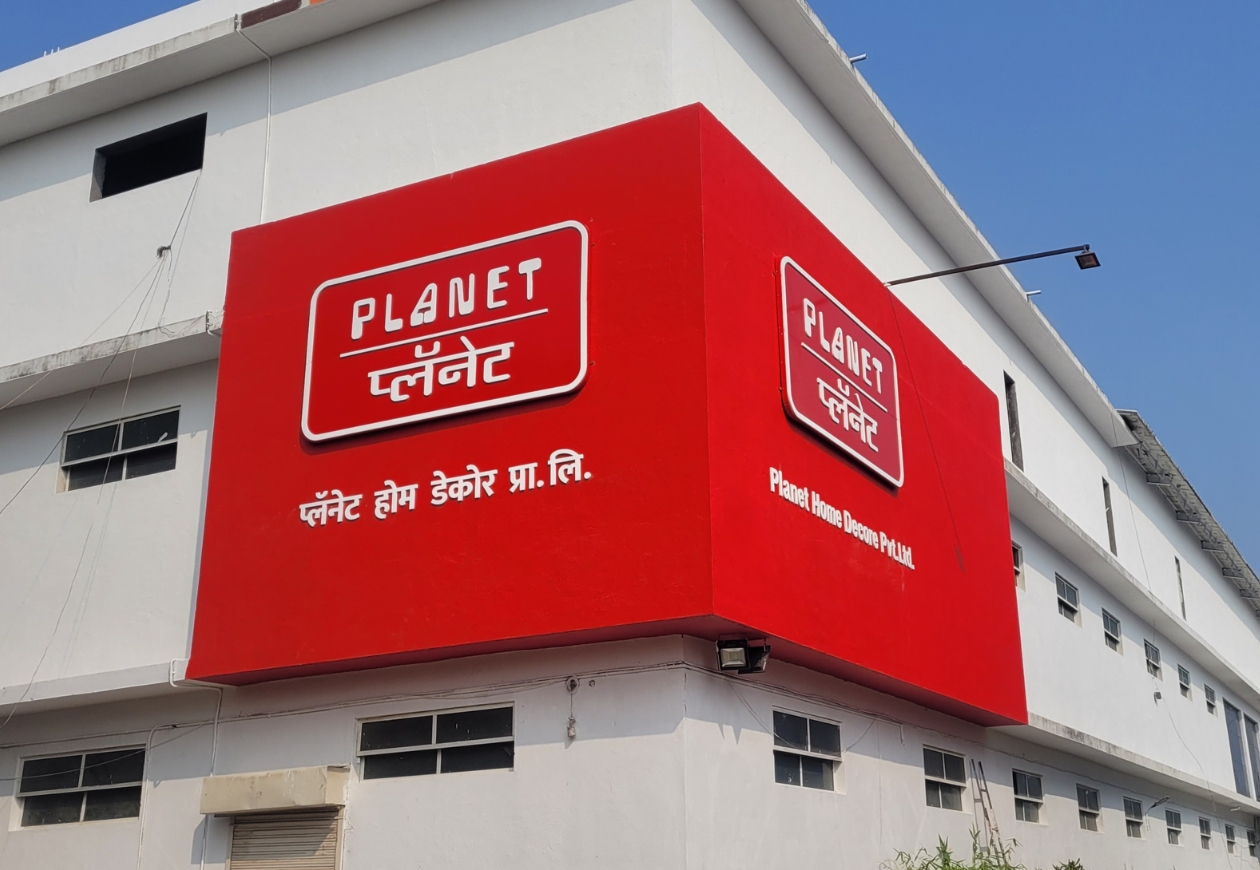 PLANET
प्लॅनेट
प्लॅनेट होम डेकोर प्रा. लि.
PLANET
प्लॅनेट
Planet Home Decore Pvt.Ltd.